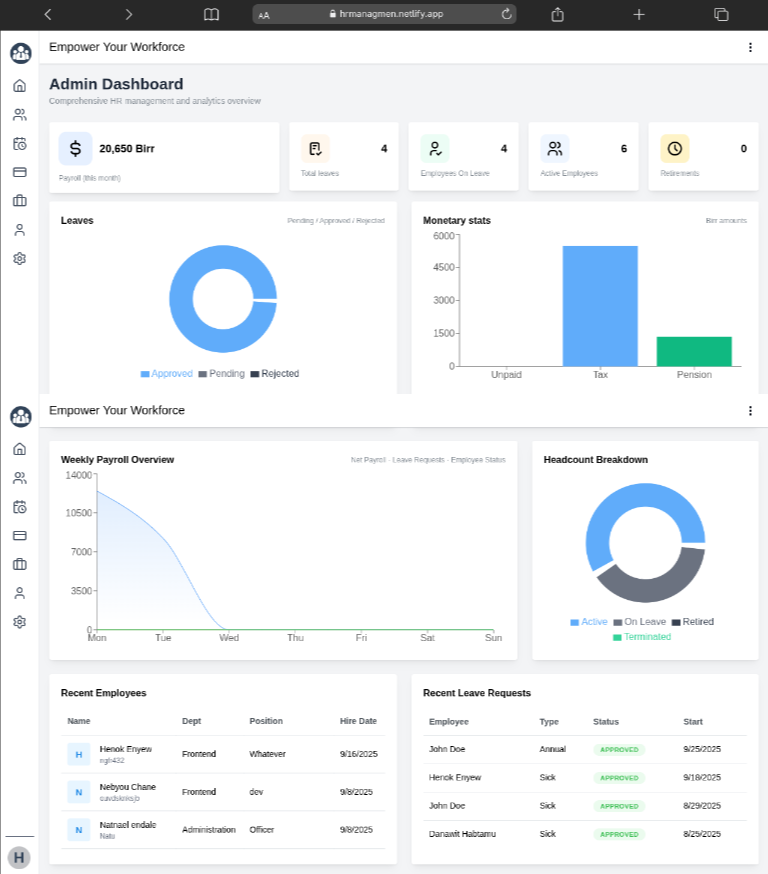 AA hrmanagmen.netlify.app
Empower Your Workforce
Admin Dashboard
Comprehensive HR management and analytics overview
$ 20,650 Birr
Payroll (this month)
4
Total leaves
4
Employees On Leave
6
Active Employees
0
Retirements
Leaves
Pending / Approved / Rejected
Approved Pending Rejected
Monetary stats
Birr amounts
6000
4500
3000
1500
0
Unpaid Tax Pension
Empower Your Workforce
Weekly Payroll Overview
Net Payroll · Leave Requests · Employee Status
14000
10500
7000
3500
0
Mon Tue Wed Thu Fri Sat Sun
Headcount Breakdown
Active On Leave Retired
Terminated
Recent Employees
Name Dept Position Hire Date
H Henok Enyew Frontend Whatever 9/16/2025
N Nebyou Chane Frontend dev 9/8/2025
N Natnael endale Administration Officer 9/8/2025
Natu
Recent Leave Requests
Employee Type Status Start
John Doe Annual APPROVED 9/25/2025
Henok Enyew Sick APPROVED 9/18/2025
John Doe Sick APPROVED 8/29/2025
Danawit Habtamu Sick APPROVED 8/25/2025
H